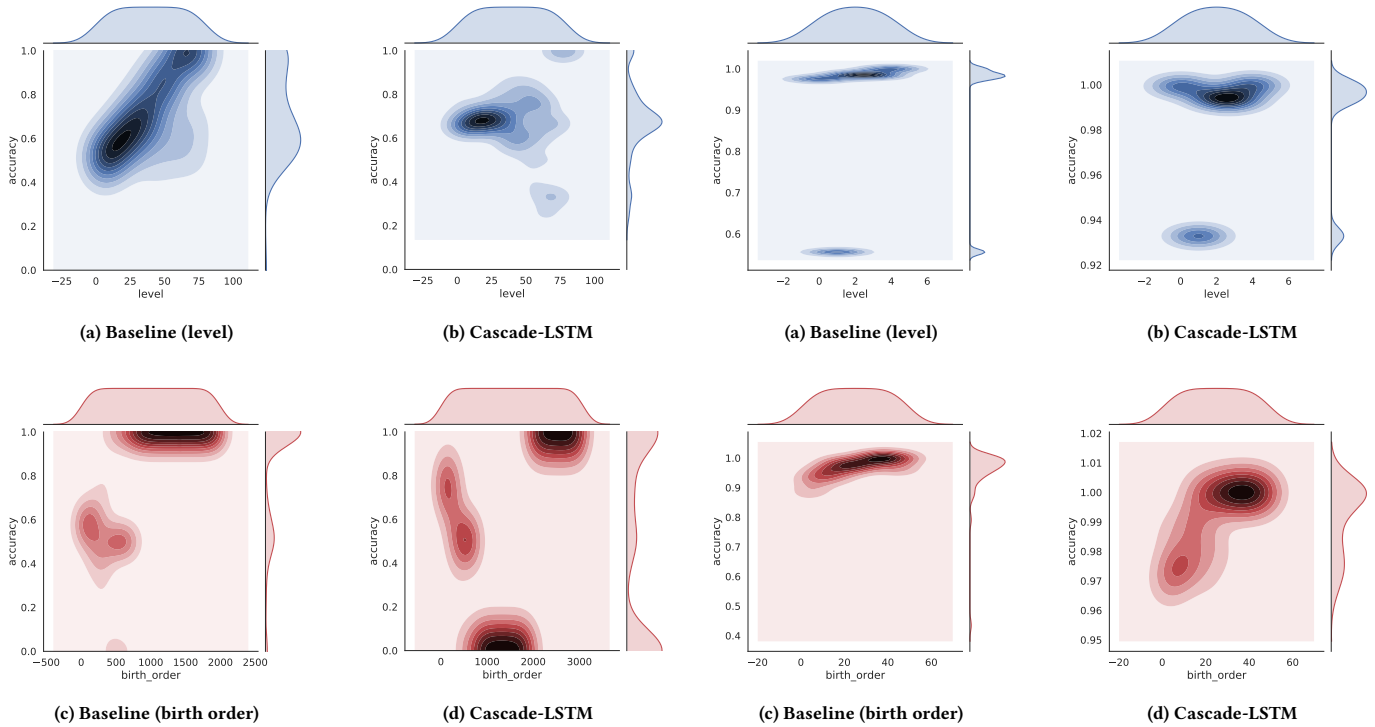 1.0
0.8
0.6
0.4
0.2
0.0
accuracy
−25 0 25 50 75 100
level
(a) Baseline (level)
1.0
0.8
0.6
0.4
0.2
0.0
accuracy
−25 0 25 50 75 100
level
(b) Cascade-LSTM
1.0
0.9
0.8
0.7
0.6
accuracy
−2 0 2 4 6
level
(a) Baseline (level)
1.00
0.98
0.96
0.94
0.92
accuracy
−2 0 2 4 6
level
(b) Cascade-LSTM
1.0
0.8
0.6
0.4
0.2
0.0
accuracy
−500 0 500 1000 1500 2000 2500
birth_order
(c) Baseline (birth order)
1.0
0.8
0.6
0.4
0.2
0.0
accuracy
0 1000 2000 3000
birth_order
(d) Cascade-LSTM
1.0
0.9
0.8
0.7
0.6
0.5
0.4
accuracy
−20 0 20 40 60
birth_order
(c) Baseline (birth order)
1.02
1.01
1.00
0.99
0.98
0.97
0.96
0.95
accuracy
−20 0 20 40 60
birth_order
(d) Cascade-LSTM